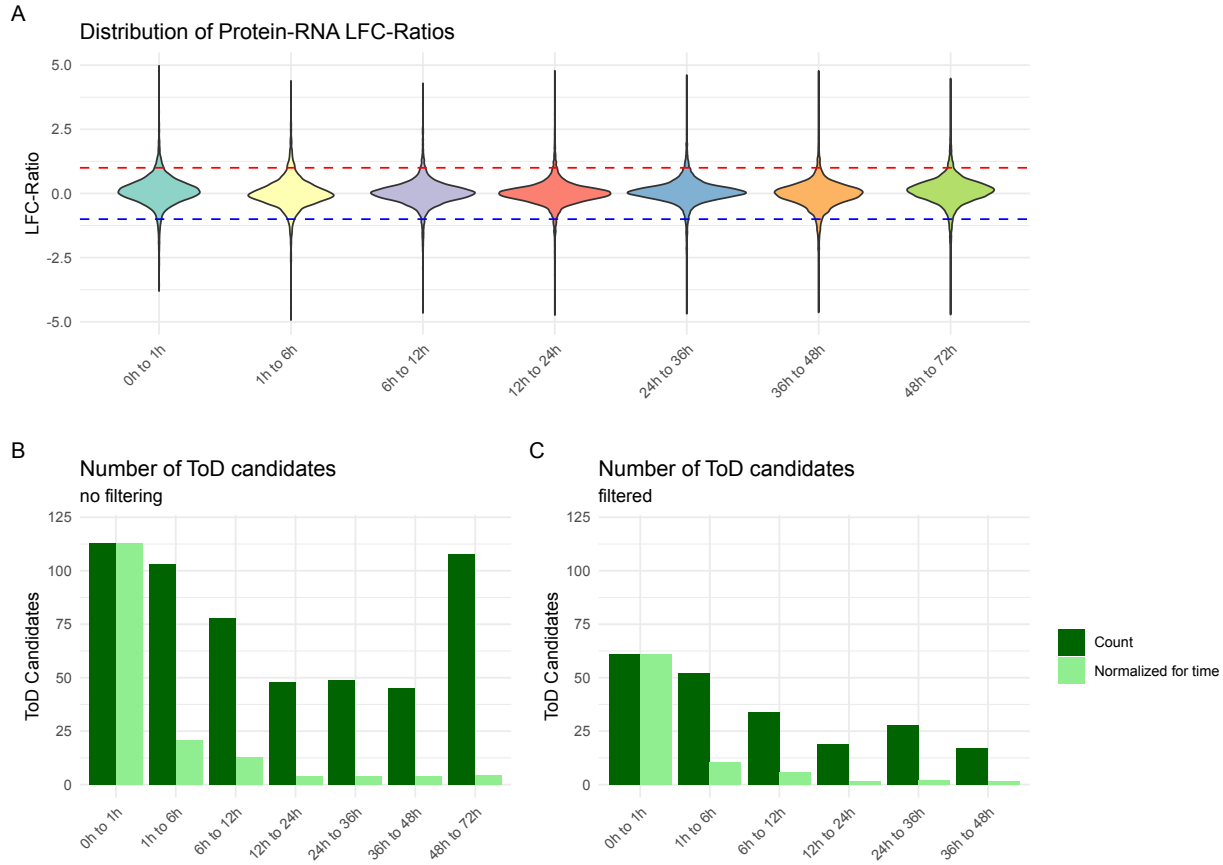 A
Distribution of Protein-RNA LFC-Ratios
LFC-Ratio
5.0
2.5
0.0
-2.5
-5.0
0h to 1h
1h to 6h
6h to 12h
12h to 24h
24h to 36h
36h to 48h
48h to 72h
B
Number of ToD candidates
no filtering
ToD Candidates
125
100
75
50
25
0
0h to 1h
1h to 6h
6h to 12h
12h to 24h
24h to 36h
36h to 48h
48h to 72h
C
Number of ToD candidates
filtered
ToD Candidates
125
100
75
50
25
0
0h to 1h
1h to 6h
6h to 12h
12h to 24h
24h to 36h
36h to 48h
Count
Normalized for time